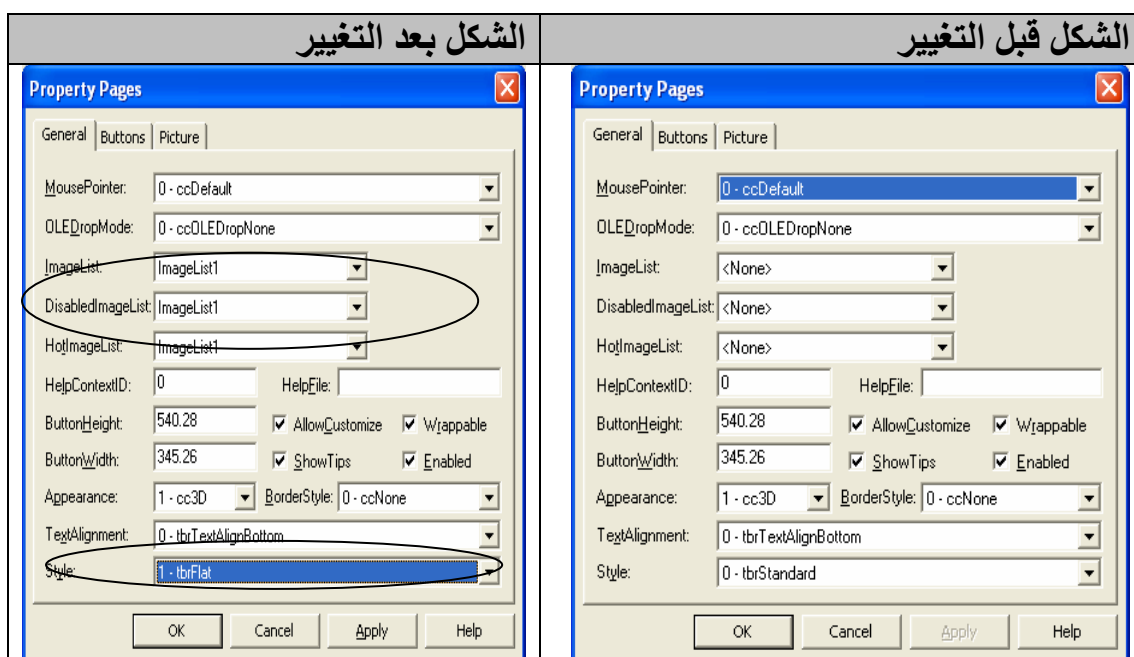 الشكل قبل التغيير
الشكل بعد التغيير
Property Pages
General Buttons Picture
MousePointer: 0 - ccDefault
OLEDropMode: 0 - ccOLEDropNone
ImageList: <None>
DisabledImageList: <None>
HotImageList: <None>
HelpContextID: 0 HelpFile:
ButtonHeight: 540.28 AllowCustomize Wrappable
ButtonWidth: 345.26 ShowTips Enabled
Appearance: 1 - cc3D BorderStyle: 0 - ccNone
TextAlignment: 0 - tbrTextAlignBottom
Style: 0 - tbrStandard
OK Cancel Apply Help
Property Pages
General Buttons Picture
MousePointer: 0 - ccDefault
OLEDropMode: 0 - ccOLEDropNone
ImageList: ImageList1
DisabledImageList: ImageList1
HotImageList: ImageList1
HelpContextID: 0 HelpFile:
ButtonHeight: 540.28 AllowCustomize Wrappable
ButtonWidth: 345.26 ShowTips Enabled
Appearance: 1 - cc3D BorderStyle: 0 - ccNone
TextAlignment: 0 - tbrTextAlignBottom
Style: 1 - tbrFlat
OK Cancel Apply Help